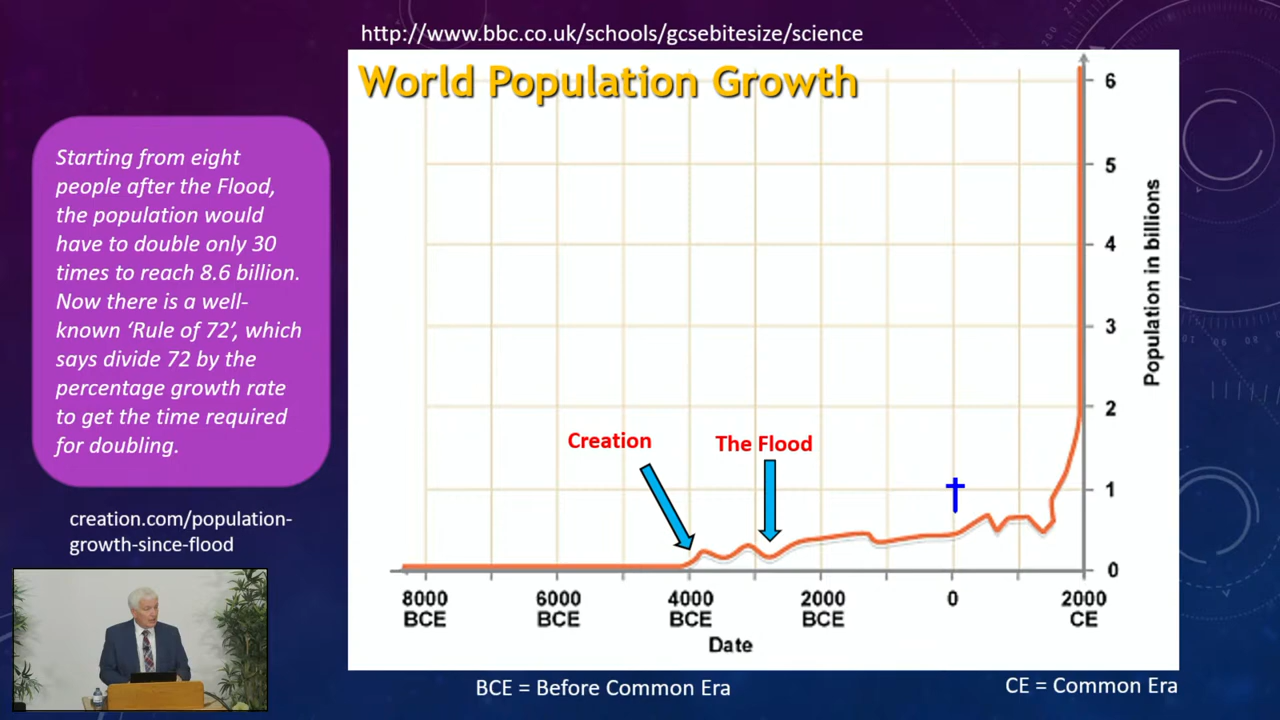 http://www.bbc.co.uk/schools/gcsebitesize/science
World Population Growth
Starting from eight
people after the Flood,
the population would
have to double only 30
times to reach 8.6 billion.
Now there is a well-
known ‘Rule of 72’, which
says divide 72 by the
percentage growth rate
to get the time required
for doubling.
creation.com/population-
growth-since-flood
Creation
The Flood
6
5
4
3
2
1
0
Population in billions
8000
BCE
6000
BCE
4000
BCE
2000
BCE
0
2000
CE
Date
BCE = Before Common Era
CE = Common Era